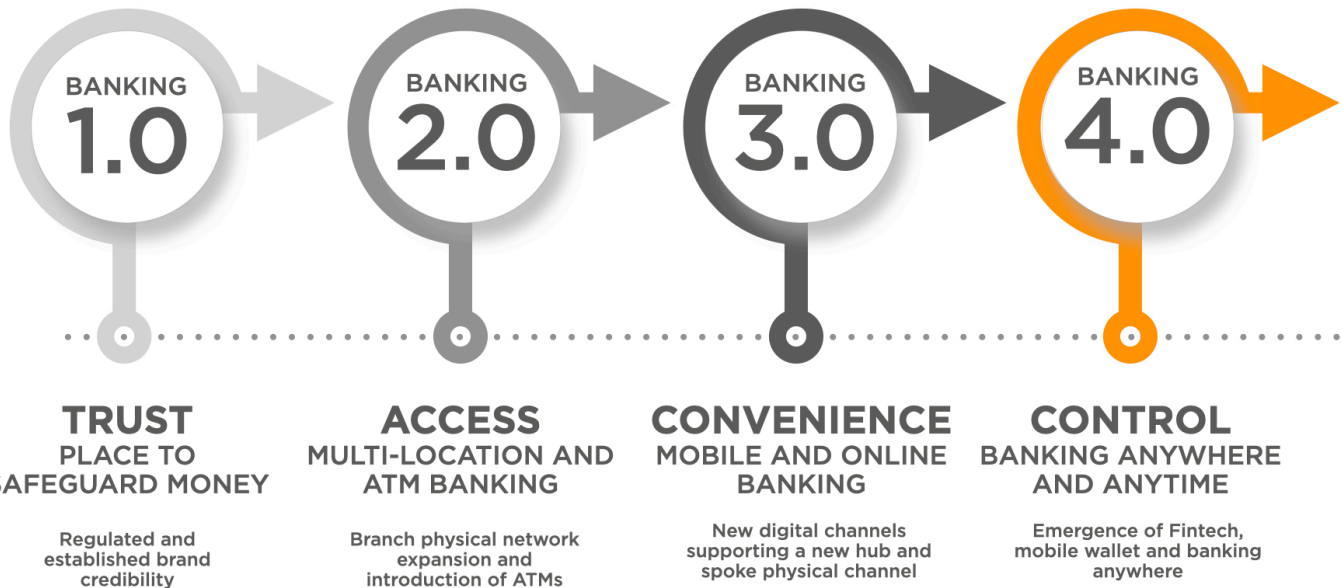 BANKING
1.0
BANKING
2.0
BANKING
3.0
BANKING
4.0
TRUST
PLACE TO
SAFEGUARD MONEY
Regulated and
established brand
credibility
ACCESS
MULTI-LOCATION AND
ATM BANKING
Branch physical network
expansion and
introduction of ATMs
CONVENIENCE
MOBILE AND ONLINE
BANKING
New digital channels
supporting a new hub and
spoke physical channel
CONTROL
BANKING ANYWHERE
AND ANYTIME
Emergence of Fintech,
mobile wallet and banking
anywhere